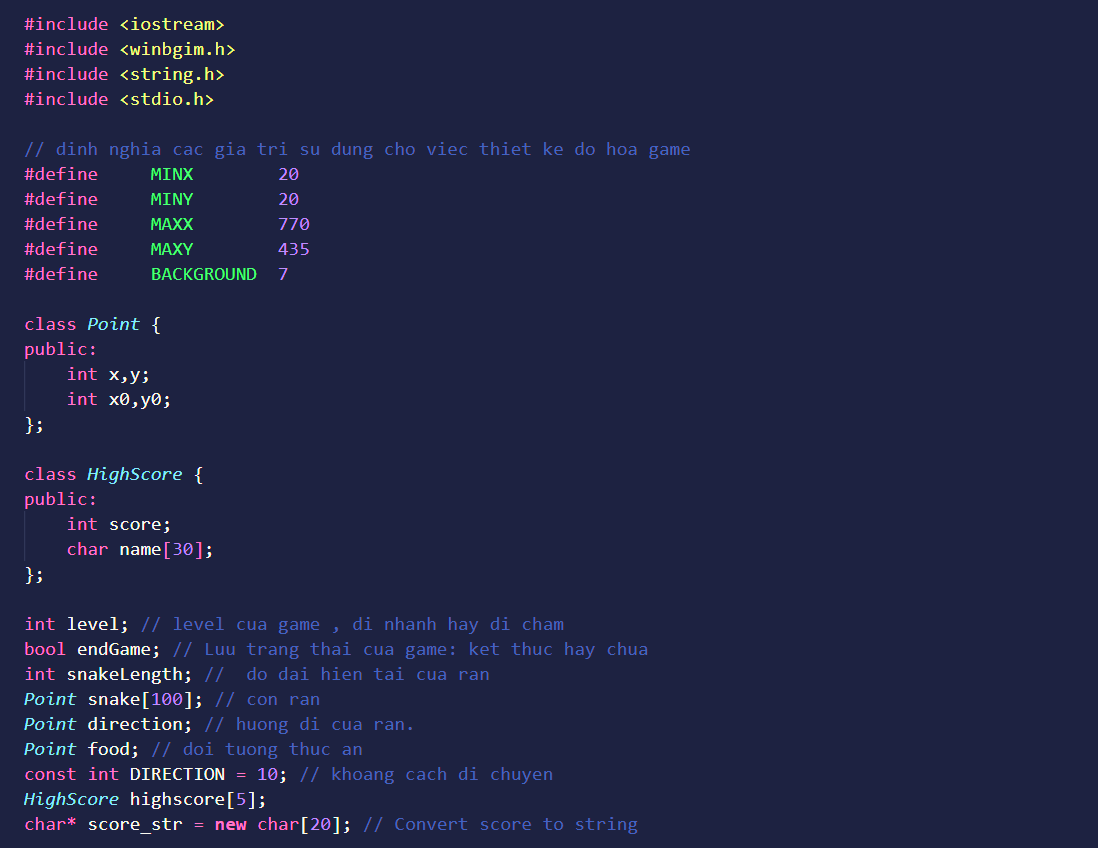 #include <iostream>
#include <winbgim.h>
#include <string.h>
#include <stdio.h>
// dinh nghia cac gia tri su dung cho viec thiet ke do hoa game
#define     MINX        20
#define     MINY        20
#define     MAXX        770
#define     MAXY        435
#define     BACKGROUND  7
class Point {
public:
    int x,y;
    int x0,y0;
};
class HighScore {
public:
    int score;
    char name[30];
};
int level; // level cua game , di nhanh hay di cham
bool endGame; // Luu trang thai cua game: ket thuc hay chua
int snakeLength; //  do dai hien tai cua ran
Point snake[100]; // con ran
Point direction; // huong di cua ran.
Point food; // doi tuong thuc an
const int DIRECTION = 10; // khoang cach di chuyen
HighScore highscore[5];
char* score_str = new char[20]; // Convert score to string